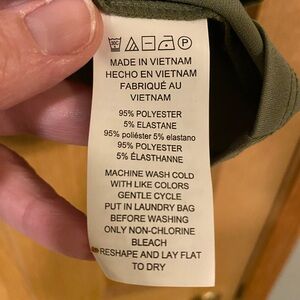 MADE IN VIETNAM
HECHO EN VIETNAM
FABRIQUÉ AU
VIETNAM
95% POLYESTER
5% ELASTANE
95% poliéster 5% elastano
95% POLYESTER
5% ÉLASTHANNE
MACHINE WASH COLD
WITH LIKE COLORS
GENTLE CYCLE
PUT IN LAUNDRY BAG
BEFORE WASHING
ONLY NON-CHLORINE
BLEACH
RESHAPE AND LAY FLAT
TO DRY